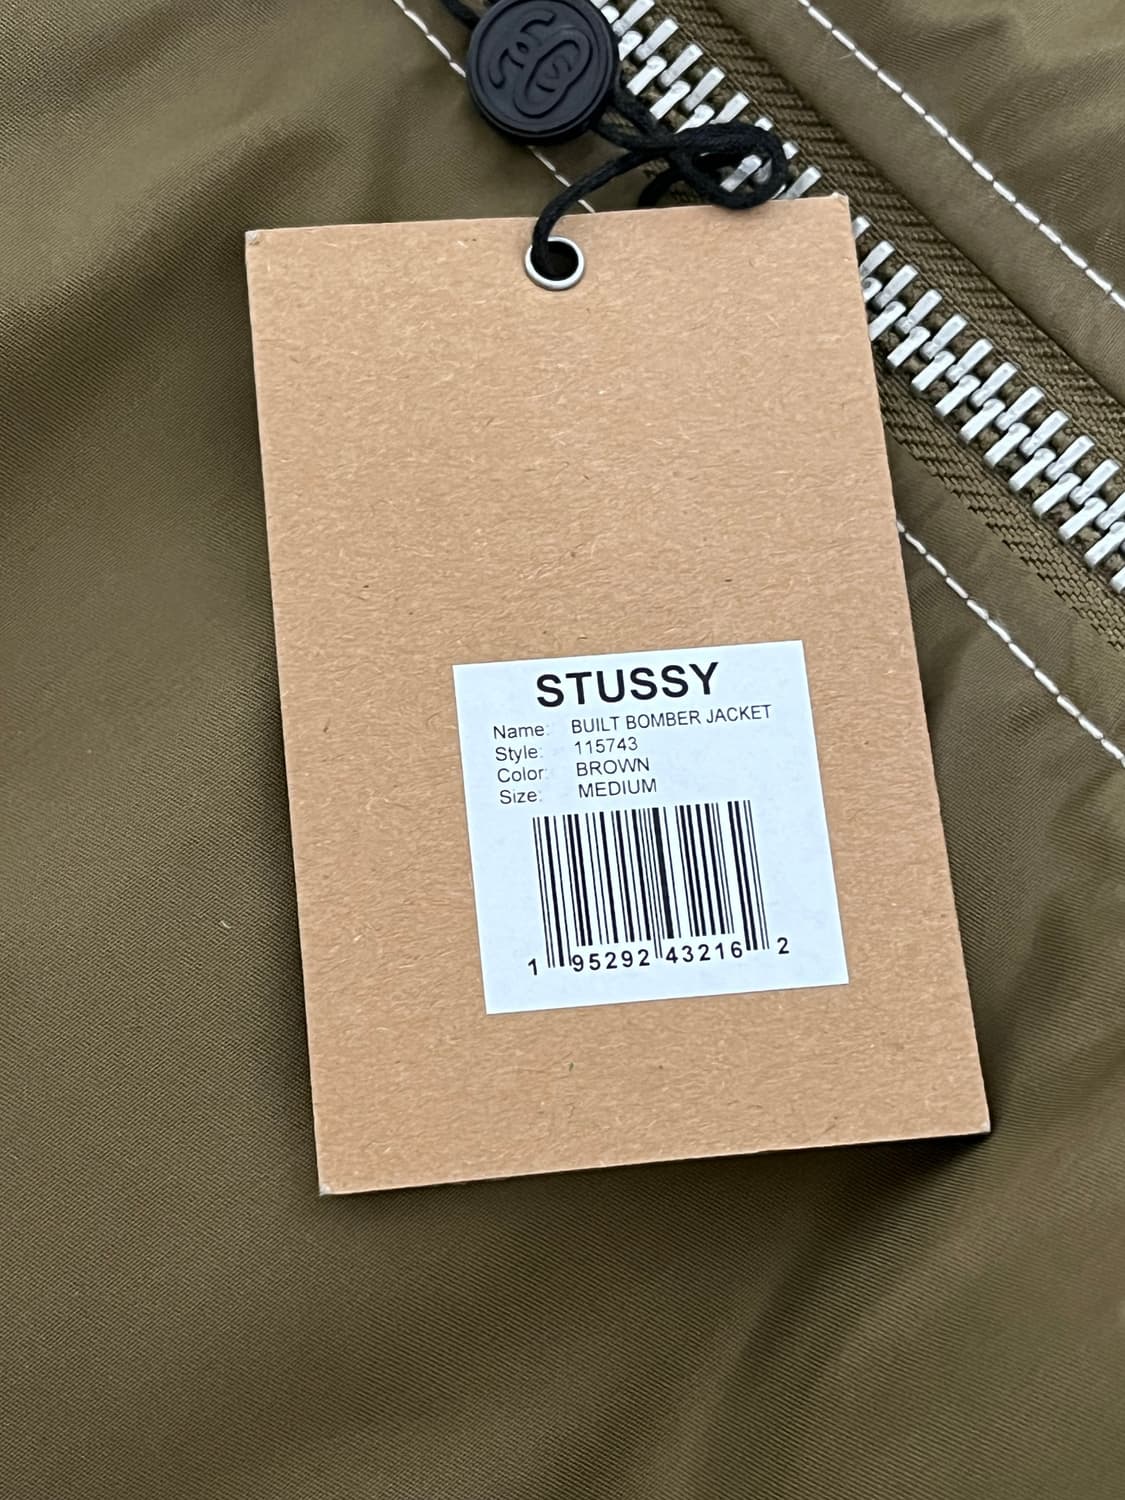 STUSSY
Name: BUILT BOMBER JACKET
Style: 115743
Color: BROWN
Size: MEDIUM
1 95292 43216 2